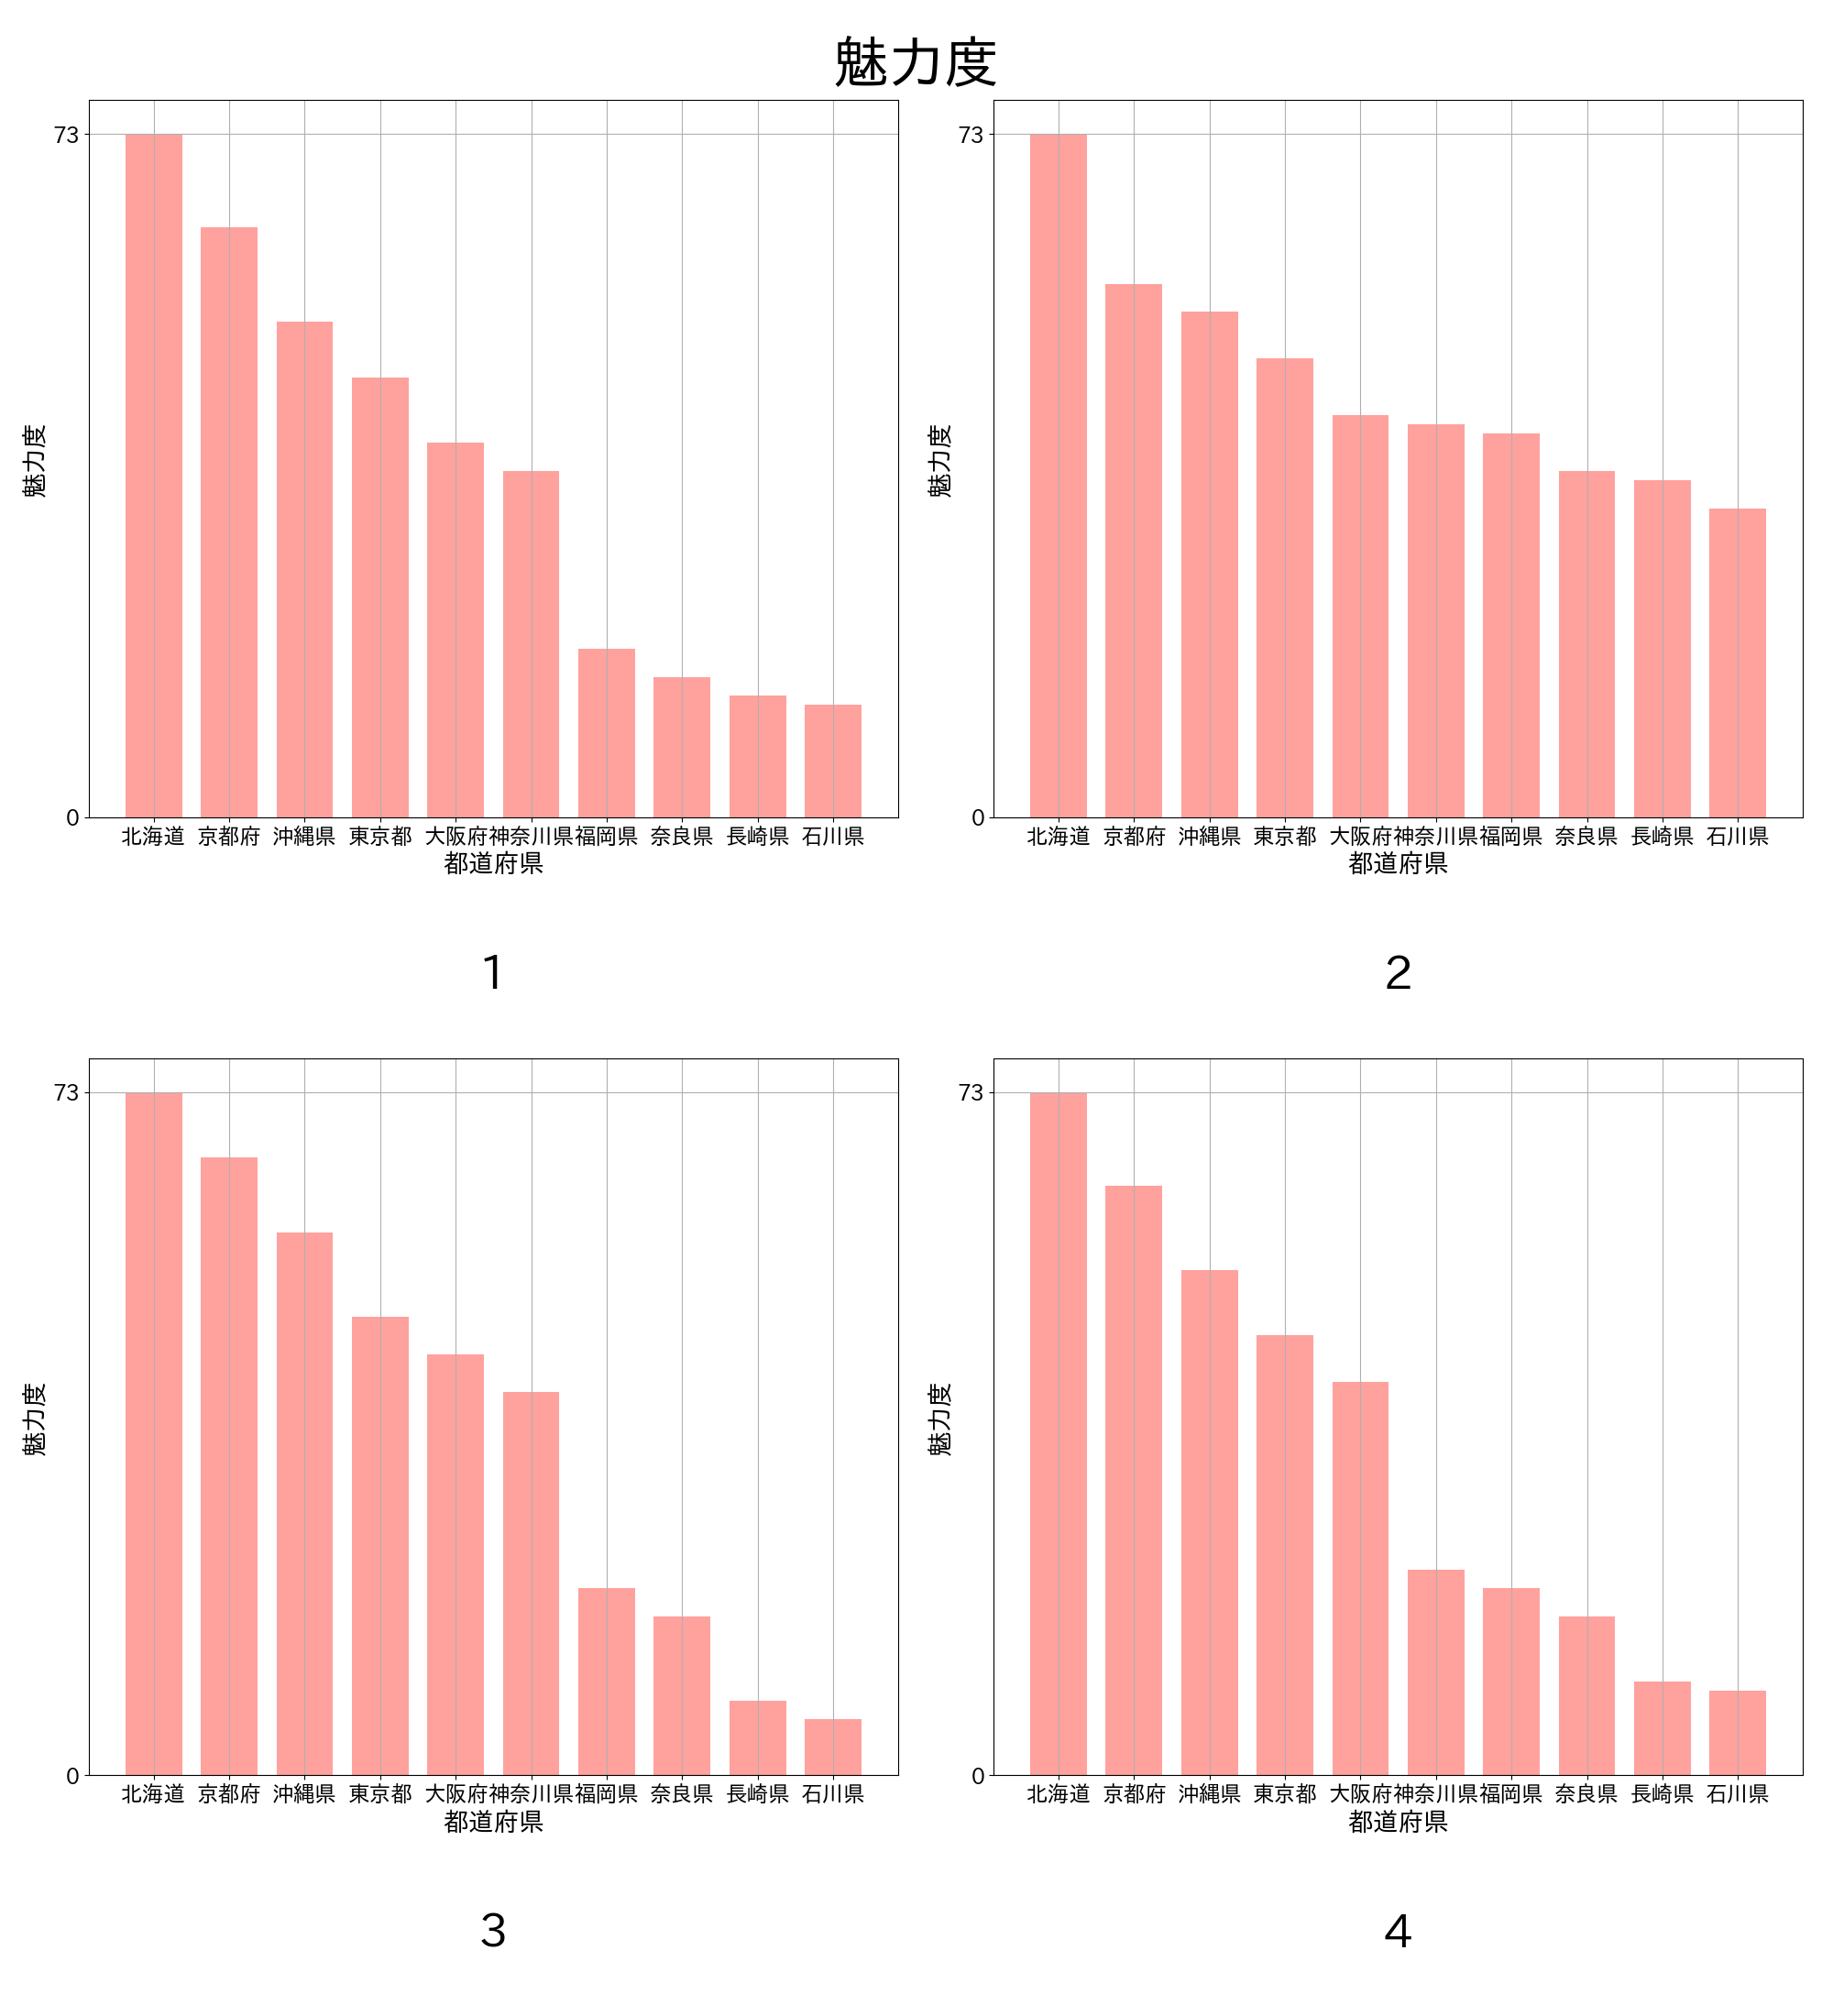 魅力度
73
0
魅力度
北海道 京都府 沖縄県 東京都 大阪府 神奈川県 福岡県 奈良県 長崎県 石川県
都道府県
1
73
0
魅力度
北海道 京都府 沖縄県 東京都 大阪府 神奈川県 福岡県 奈良県 長崎県 石川県
都道府県
2
73
0
魅力度
北海道 京都府 沖縄県 東京都 大阪府 神奈川県 福岡県 奈良県 長崎県 石川県
都道府県
3
73
0
魅力度
北海道 京都府 沖縄県 東京都 大阪府 神奈川県 福岡県 奈良県 長崎県 石川県
都道府県
4